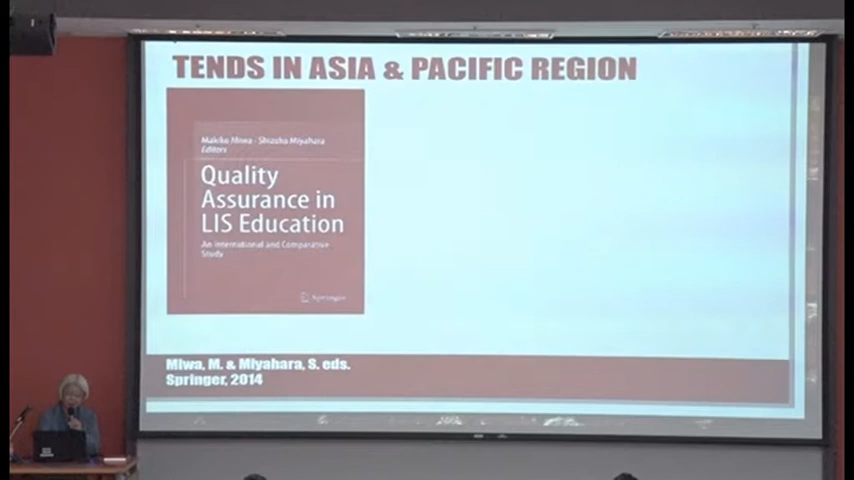 TENDS IN ASIA & PACIFIC REGION
Makiko Miwa · Shizuko Miyahara
Editors
Quality
Assurance in
LIS Education
An International and Comparative
Study
Springer
Miwa, M. & Miyahara, S. eds.
Springer, 2014